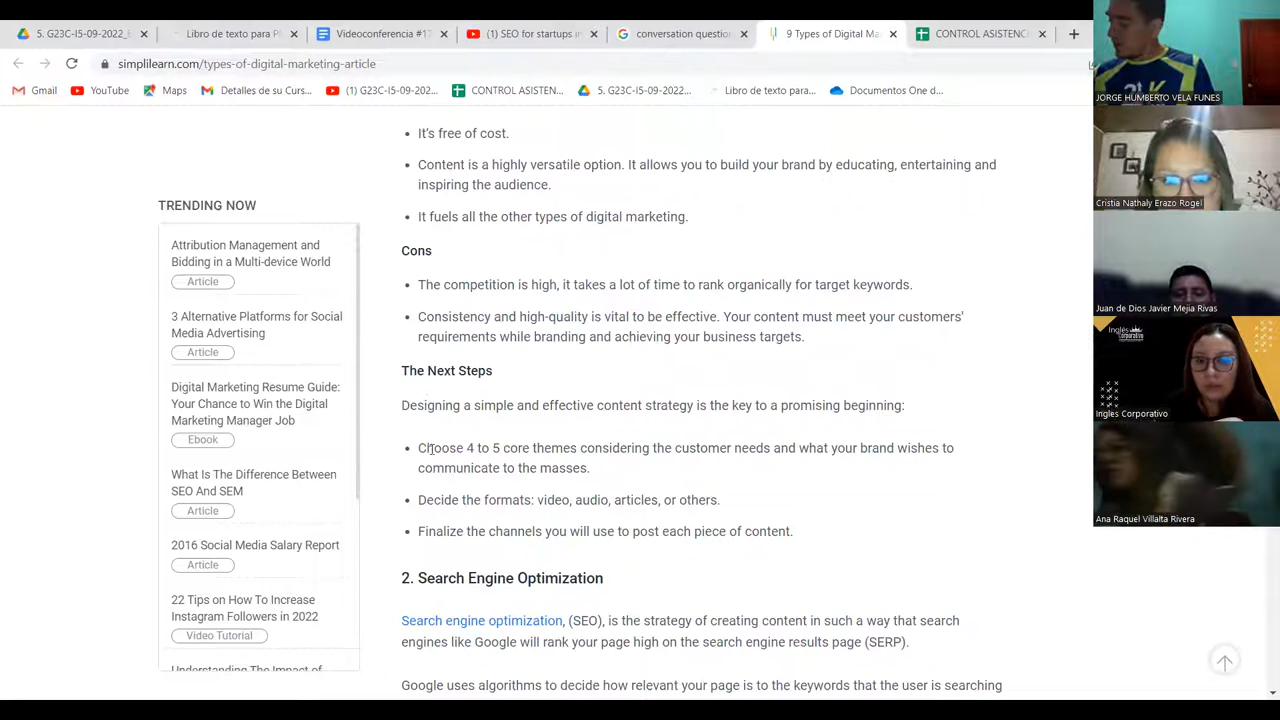 5. G23C-I5-09-2022_
Libro de texto para P
Videoconferencia #17
(1) SEO for startups in
conversation questio
9 Types of Digital Ma
CONTROL ASISTENC
simplilearn.com/types-of-digital-marketing-article
Gmail
YouTube
Maps
Detalles de su Curs...
(1) G23C-I5-09-202...
CONTROL ASISTEN...
5. G23C-I5-09-2022...
Libro de texto para...
Documentos One d...
It's free of cost.
Content is a highly versatile option. It allows you to build your brand by educating, entertaining and
inspiring the audience.
It fuels all the other types of digital marketing.
Cons
The competition is high, it takes a lot of time to rank organically for target keywords.
Consistency and high-quality is vital to be effective. Your content must meet your customers'
requirements while branding and achieving your business targets.
The Next Steps
Designing a simple and effective content strategy is the key to a promising beginning:
Choose 4 to 5 core themes considering the customer needs and what your brand wishes to
communicate to the masses.
Decide the formats: video, audio, articles, or others.
Finalize the channels you will use to post each piece of content.
2. Search Engine Optimization
Search engine optimization, (SEO), is the strategy of creating content in such a way that search
engines like Google will rank your page high on the search engine results page (SERP).
Google uses algorithms to decide how relevant your page is to the keywords that the user is searching
TRENDING NOW
Attribution Management and
Bidding in a Multi-device World
Article
3 Alternative Platforms for Social
Media Advertising
Article
Digital Marketing Resume Guide:
Your Chance to Win the Digital
Marketing Manager Job
Ebook
What Is The Difference Between
SEO And SEM
Article
2016 Social Media Salary Report
Article
22 Tips on How To Increase
Instagram Followers in 2022
Video Tutorial
Understanding The Impact of
JORGE HUMBERTO VELA FUNES
Cristia Nathaly Erazo Rogel
Juan de Dios Javier Mejia Rivas
Inglés
Corporativo
Ingles Corporativo
Ana Raquel Villalta Rivera